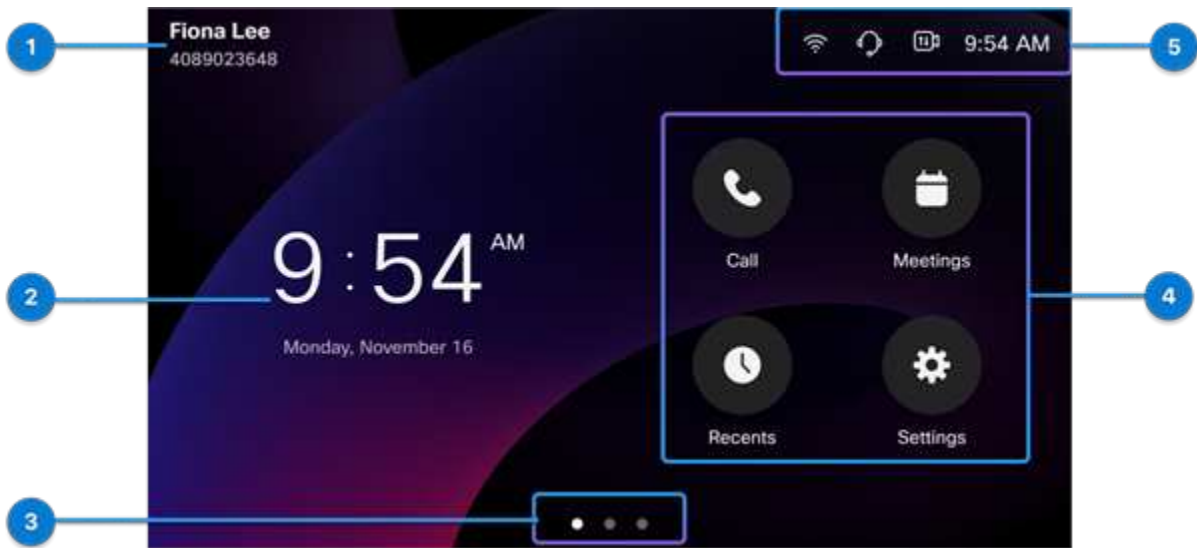 1
Fiona Lee
4089023648
9:54 AM
5
Call
Meetings
2
9:54 AM
Monday, November 16
4
Recents
Settings
3